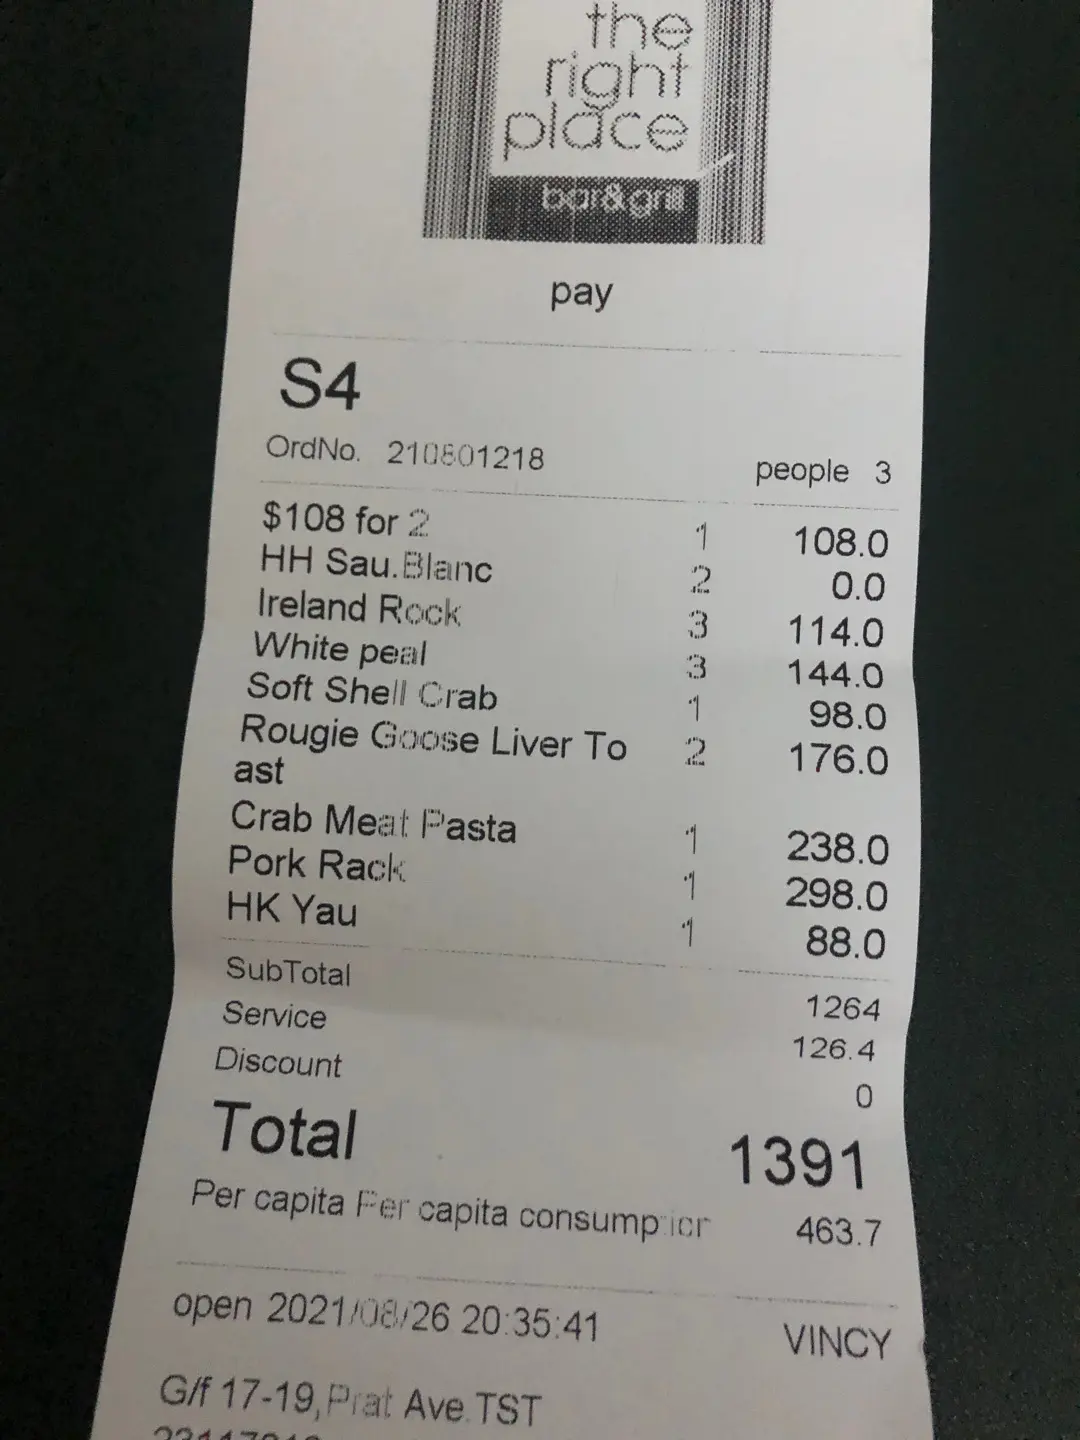 the
right
place
bar&grill
pay
S4
OrdNo. 210801218 people 3
$108 for 2 1 108.0
HH Sau.Blanc 2 0.0
Ireland Rock 3 114.0
White peal 3 144.0
Soft Shell Crab 1 98.0
Rougie Goose Liver To 2 176.0
ast
Crab Meat Pasta 1 238.0
Pork Rack 1 298.0
HK Yau 1 88.0
SubTotal 1264
Service 126.4
Discount 0
Total 1391
Per capita Per capita consumption 463.7
open 2021/08/26 20:35:41 VINCY
G/f 17-19,Prat Ave.TST